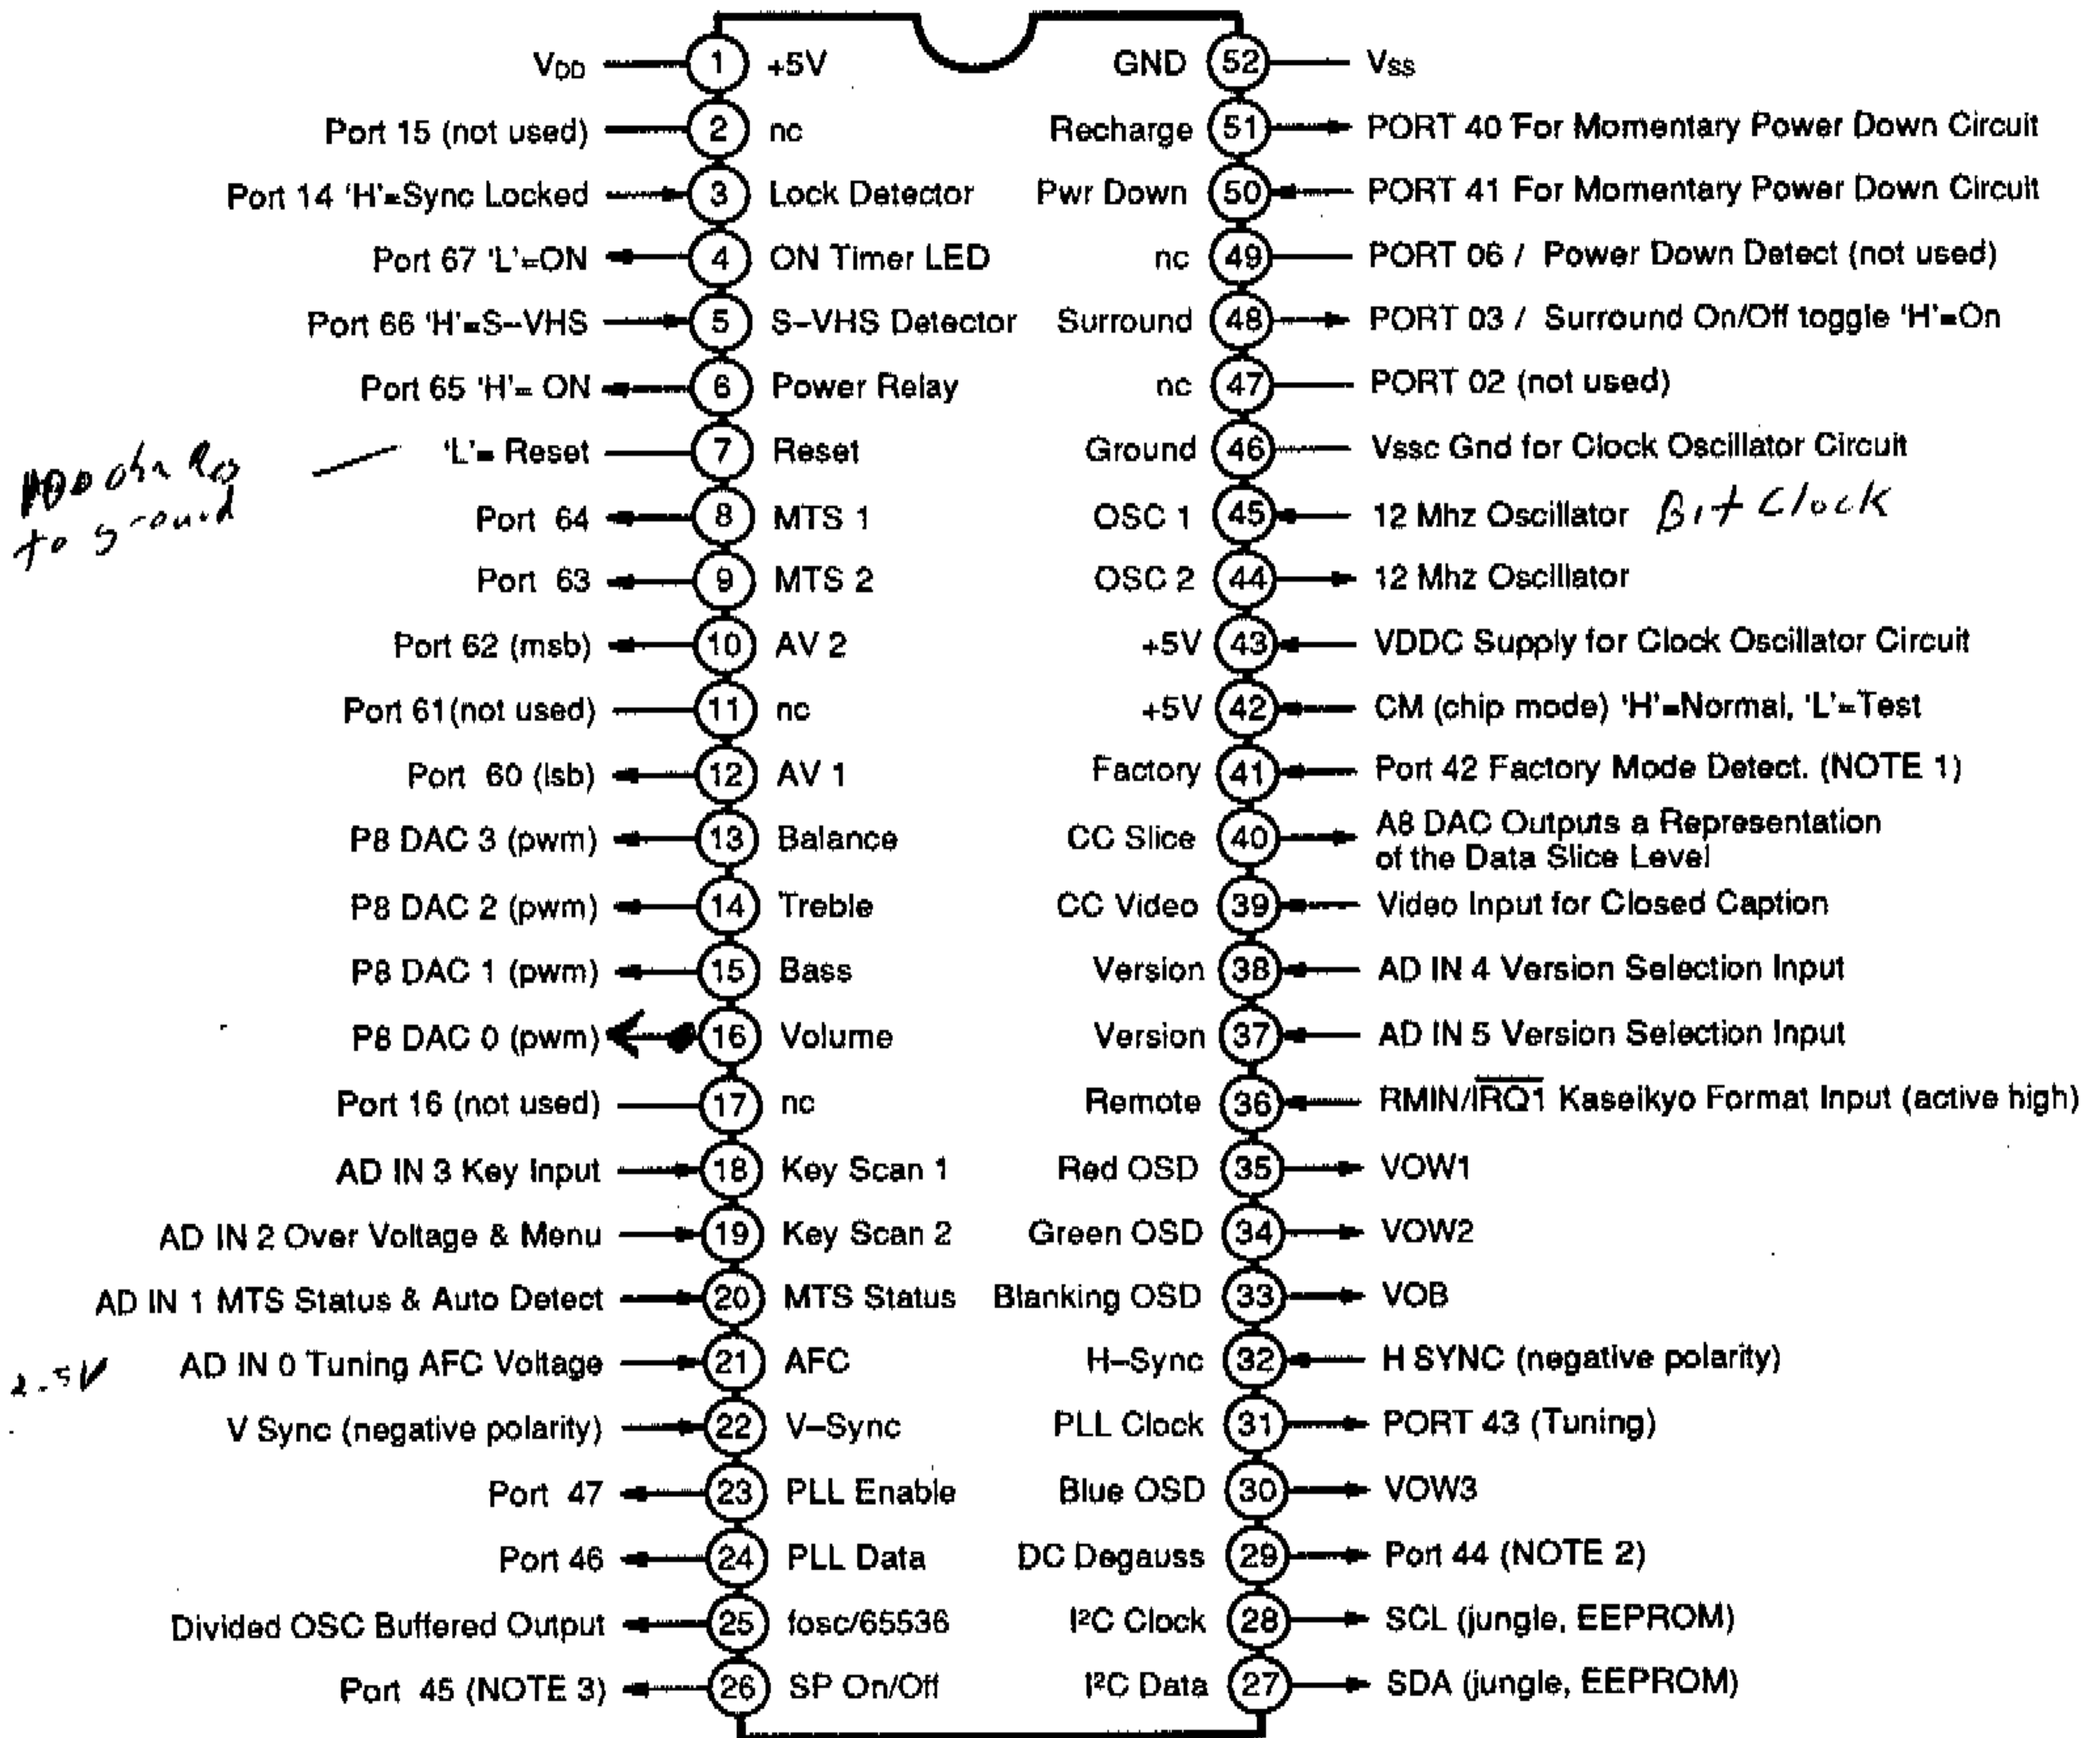 VDD 1 +5V GND 52 VSS
Port 15 (not used) 2 nc Recharge 51 PORT 40 For Momentary Power Down Circuit
Port 14 'H'=Sync Locked 3 Lock Detector Pwr Down 50 PORT 41 For Momentary Power Down Circuit
Port 67 'L'=ON 4 ON Timer LED nc 49 PORT 06 / Power Down Detect (not used)
Port 66 'H'=S-VHS 5 S-VHS Detector Surround 48 PORT 03 / Surround On/Off toggle 'H'=On
Port 65 'H'= ON 6 Power Relay nc 47 PORT 02 (not used)
'L'= Reset 7 Reset Ground 46 Vssc Gnd for Clock Oscillator Circuit
to ground
Port 64 8 MTS 1 OSC 1 45 12 Mhz Oscillator Bit Clock
Port 63 9 MTS 2 OSC 2 44 12 Mhz Oscillator
Port 62 (msb) 10 AV 2 +5V 43 VDDC Supply for Clock Oscillator Circuit
Port 61(not used) 11 nc +5V 42 CM (chip mode) 'H'=Normal, 'L'=Test
Port 60 (lsb) 12 AV 1 Factory 41 Port 42 Factory Mode Detect. (NOTE 1)
P8 DAC 3 (pwm) 13 Balance CC Slice 40 A8 DAC Outputs a Representation
of the Data Slice Level
P8 DAC 2 (pwm) 14 Treble CC Video 39 Video Input for Closed Caption
P8 DAC 1 (pwm) 15 Bass Version 38 AD IN 4 Version Selection Input
P8 DAC 0 (pwm) 16 Volume Version 37 AD IN 5 Version Selection Input
Port 16 (not used) 17 nc Remote 36 RMIN/IRQ1 Kaseikyo Format Input (active high)
AD IN 3 Key Input 18 Key Scan 1 Red OSD 35 VOW1
AD IN 2 Over Voltage & Menu 19 Key Scan 2 Green OSD 34 VOW2
AD IN 1 MTS Status & Auto Detect 20 MTS Status Blanking OSD 33 VOB
AD IN 0 Tuning AFC Voltage 21 AFC H-Sync 32 H SYNC (negative polarity)
V Sync (negative polarity) 22 V-Sync PLL Clock 31 PORT 43 (Tuning)
Port 47 23 PLL Enable Blue OSD 30 VOW3
Port 46 24 PLL Data DC Degauss 29 Port 44 (NOTE 2)
Divided OSC Buffered Output 25 fosc/65536 I²C Clock 28 SCL (jungle, EEPROM)
Port 45 (NOTE 3) 26 SP On/Off I²C Data 27 SDA (jungle, EEPROM)